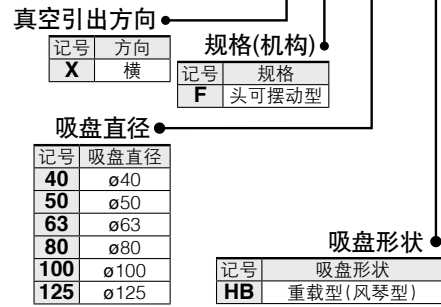 真空引出方向
记号 方向
X 横
规格(机构)
记号 规格
F 头可摆动型
吸盘直径
记号 吸盘直径
40 ø40
50 ø50
63 ø63
80 ø80
100 ø100
125 ø125
吸盘形状
记号 吸盘形状
HB 重载型(风琴型)